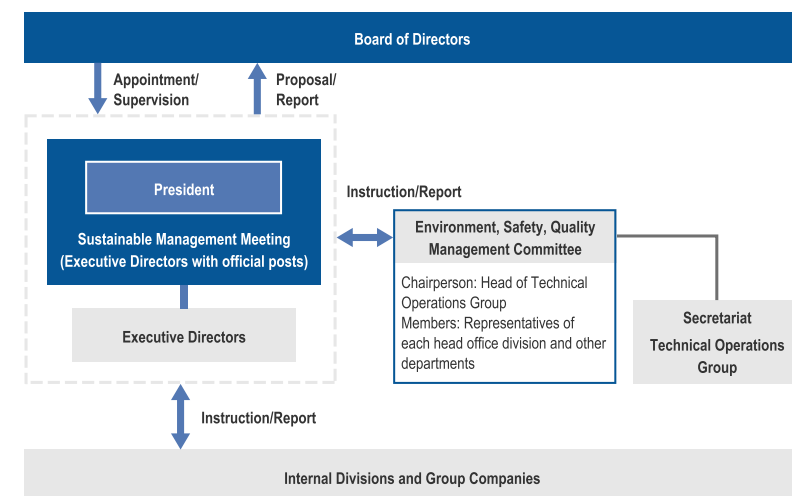 Board of Directors
Appointment/
Supervision
Proposal/
Report
President
Sustainable Management Meeting
(Executive Directors with official posts)
Executive Directors
Instruction/Report
Environment, Safety, Quality
Management Committee
Chairperson: Head of Technical
Operations Group
Members: Representatives of
each head office division and other
departments
Secretariat
Technical Operations
Group
Instruction/Report
Internal Divisions and Group Companies